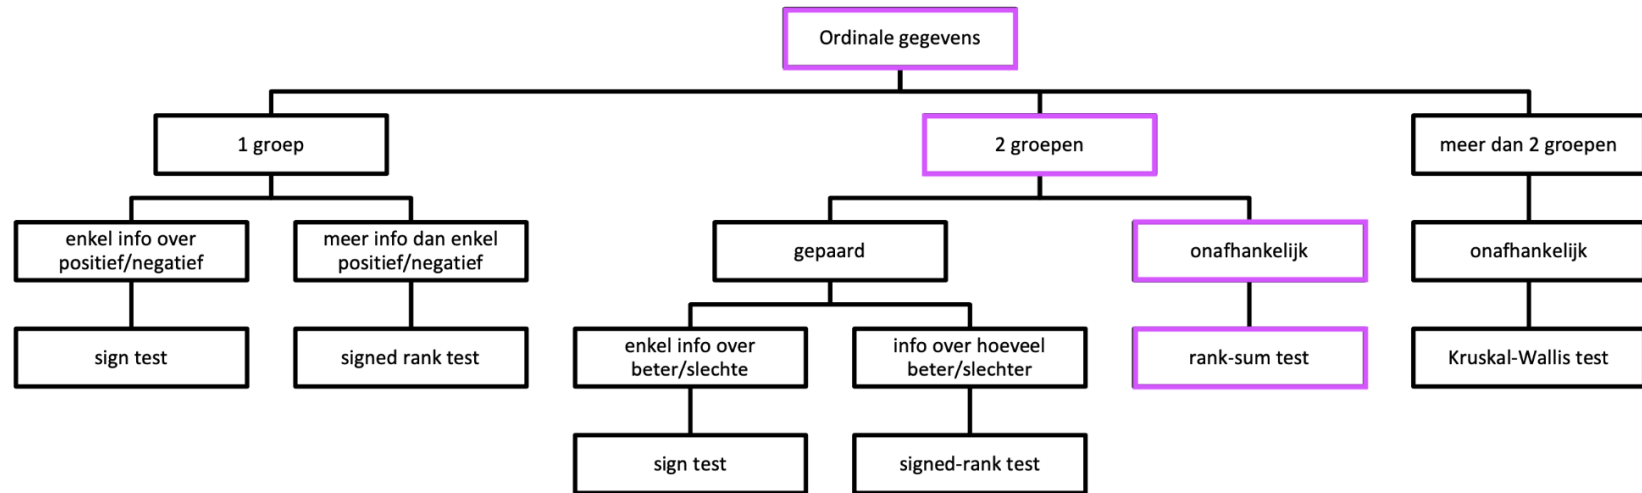 Ordinale gegevens
1 groep
2 groepen
meer dan 2 groepen
enkel info over
positief/negatief
meer info dan enkel
positief/negatief
gepaard
onafhankelijk
onafhankelijk
sign test
signed rank test
enkel info over
beter/slechte
info over hoeveel
beter/slechter
rank-sum test
Kruskal-Wallis test
sign test
signed-rank test